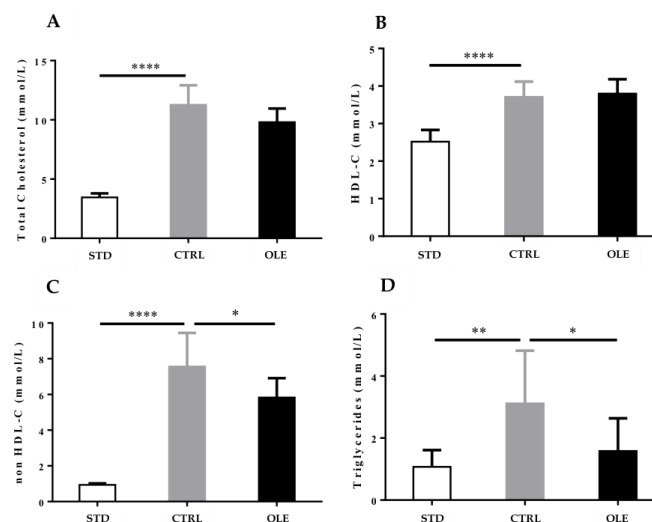 A
Total Cholesterol (mmol/L)
15
10
5
0
****
STD CTRL OLE
B
HDL-C (mmol/L)
5
4
3
2
1
0
****
STD CTRL OLE
C
non HDL-C (mmol/L)
10
8
6
4
2
0
**** *
STD CTRL OLE
D
Triglycerides (mmol/L)
6
4
2
0
** *
STD CTRL OLE